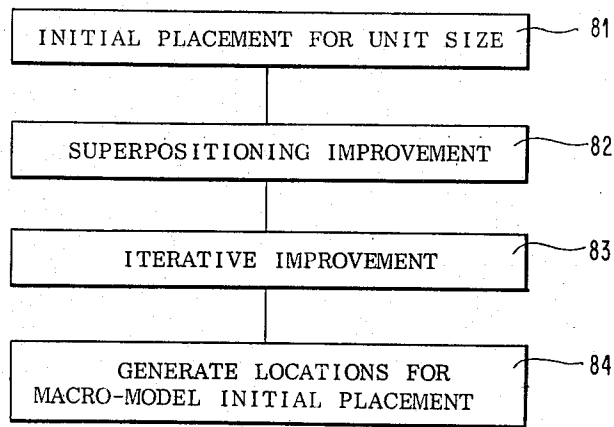 INITIAL PLACEMENT FOR UNIT SIZE
81
SUPERPOSITIONING IMPROVEMENT
82
ITERATIVE IMPROVEMENT
83
GENERATE LOCATIONS FOR
MACRO-MODEL INITIAL PLACEMENT
84